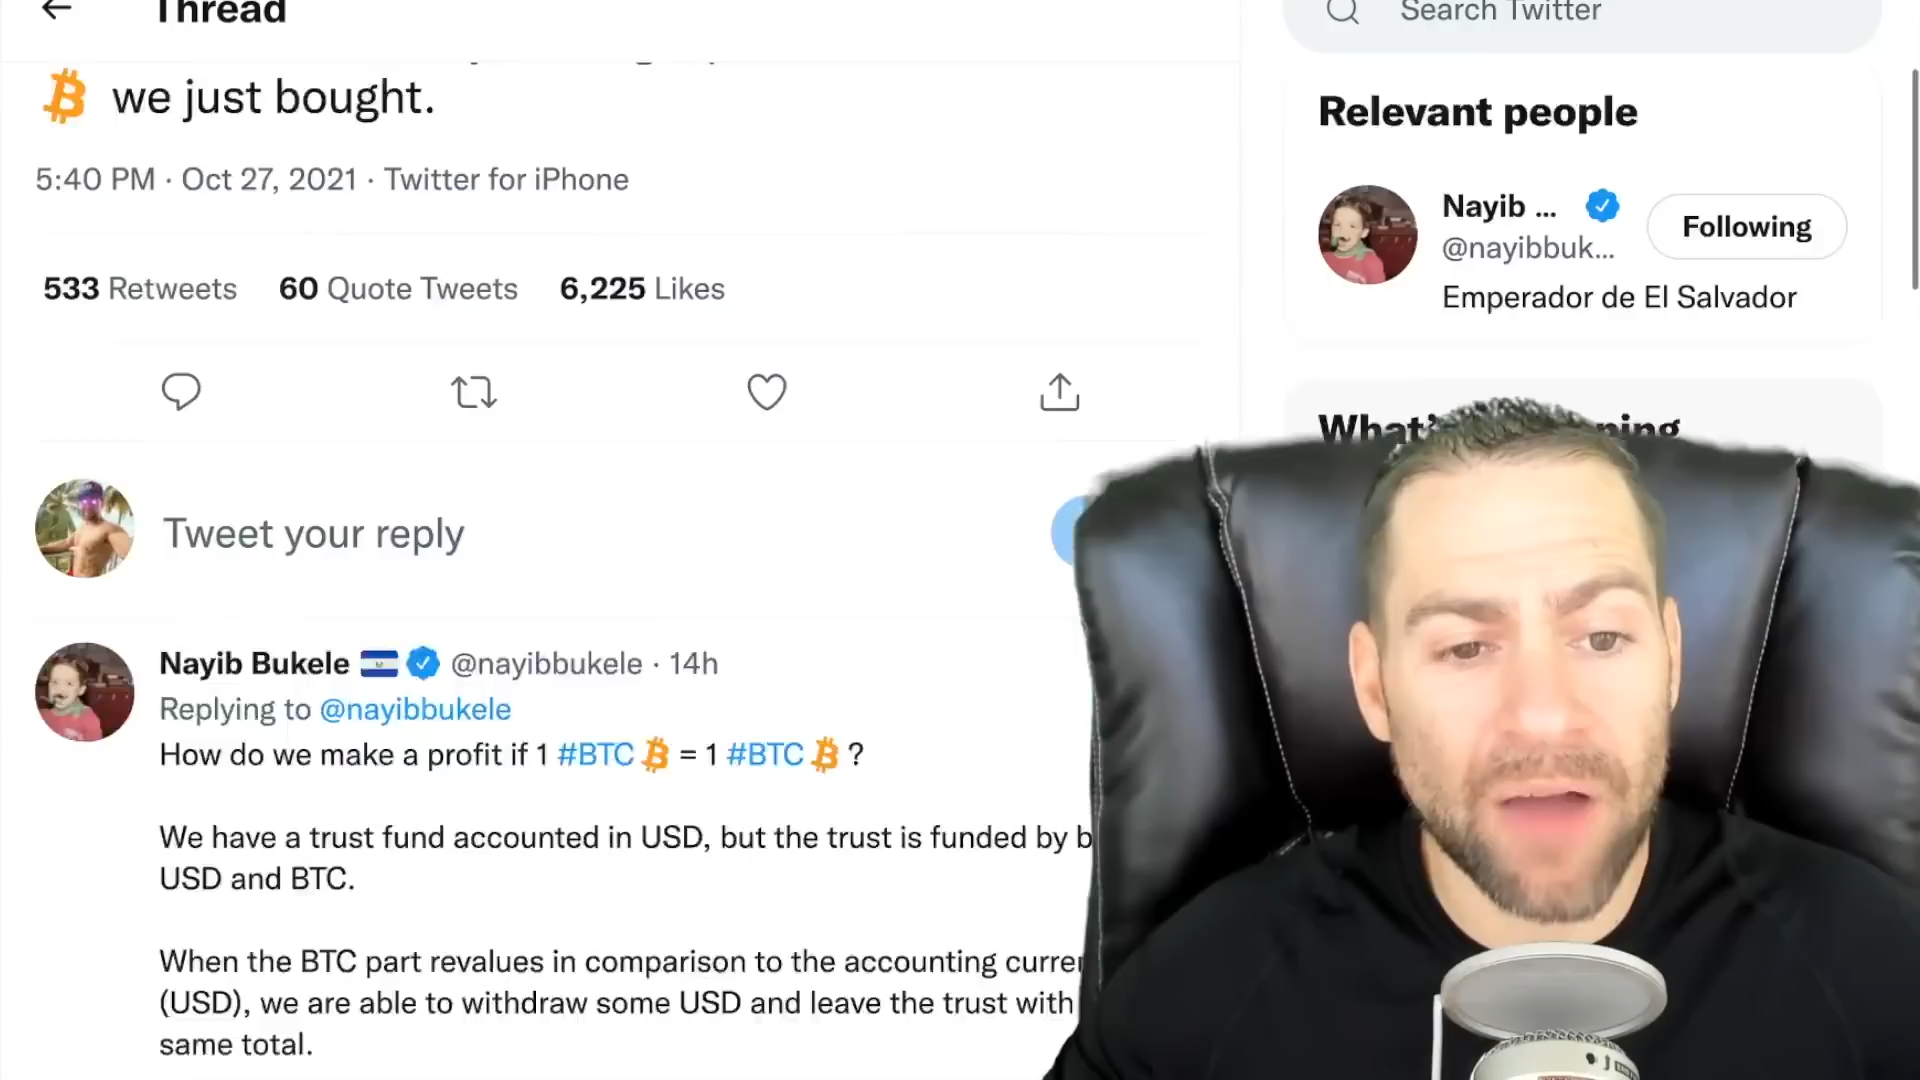 Thread
Search Twitter
we just bought.
5:40 PM · Oct 27, 2021 · Twitter for iPhone
533 Retweets 60 Quote Tweets 6,225 Likes
Tweet your reply
Nayib Bukele @nayibbukele · 14h
Replying to @nayibbukele
How do we make a profit if 1 #BTC = 1 #BTC ?
We have a trust fund accounted in USD, but the trust is funded by
USD and BTC.
When the BTC part revalues in comparison to the accounting
(USD), we are able to withdraw some USD and leave the trust with
same total.
Relevant people
Nayib ...
Following
@nayibbuk...
Emperador de El Salvador